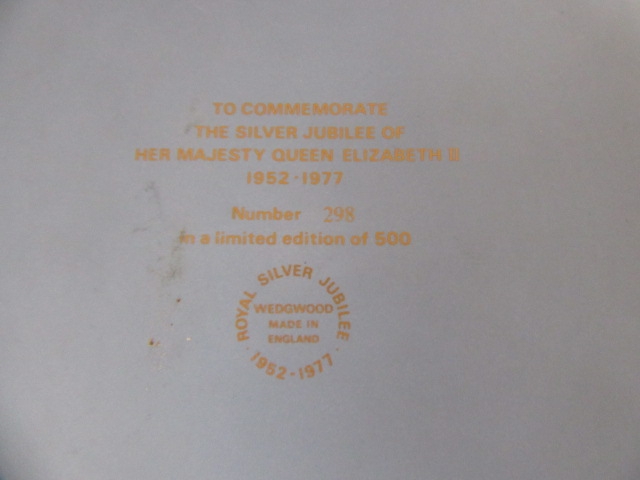 TO COMMEMORATE
THE SILVER JUBILEE OF
HER MAJESTY QUEEN ELIZABETH II
1952-1977
Number 298
in a limited edition of 500
ROYAL SILVER JUBILEE
WEDGWOOD
MADE IN
ENGLAND
· 1952-1977 ·